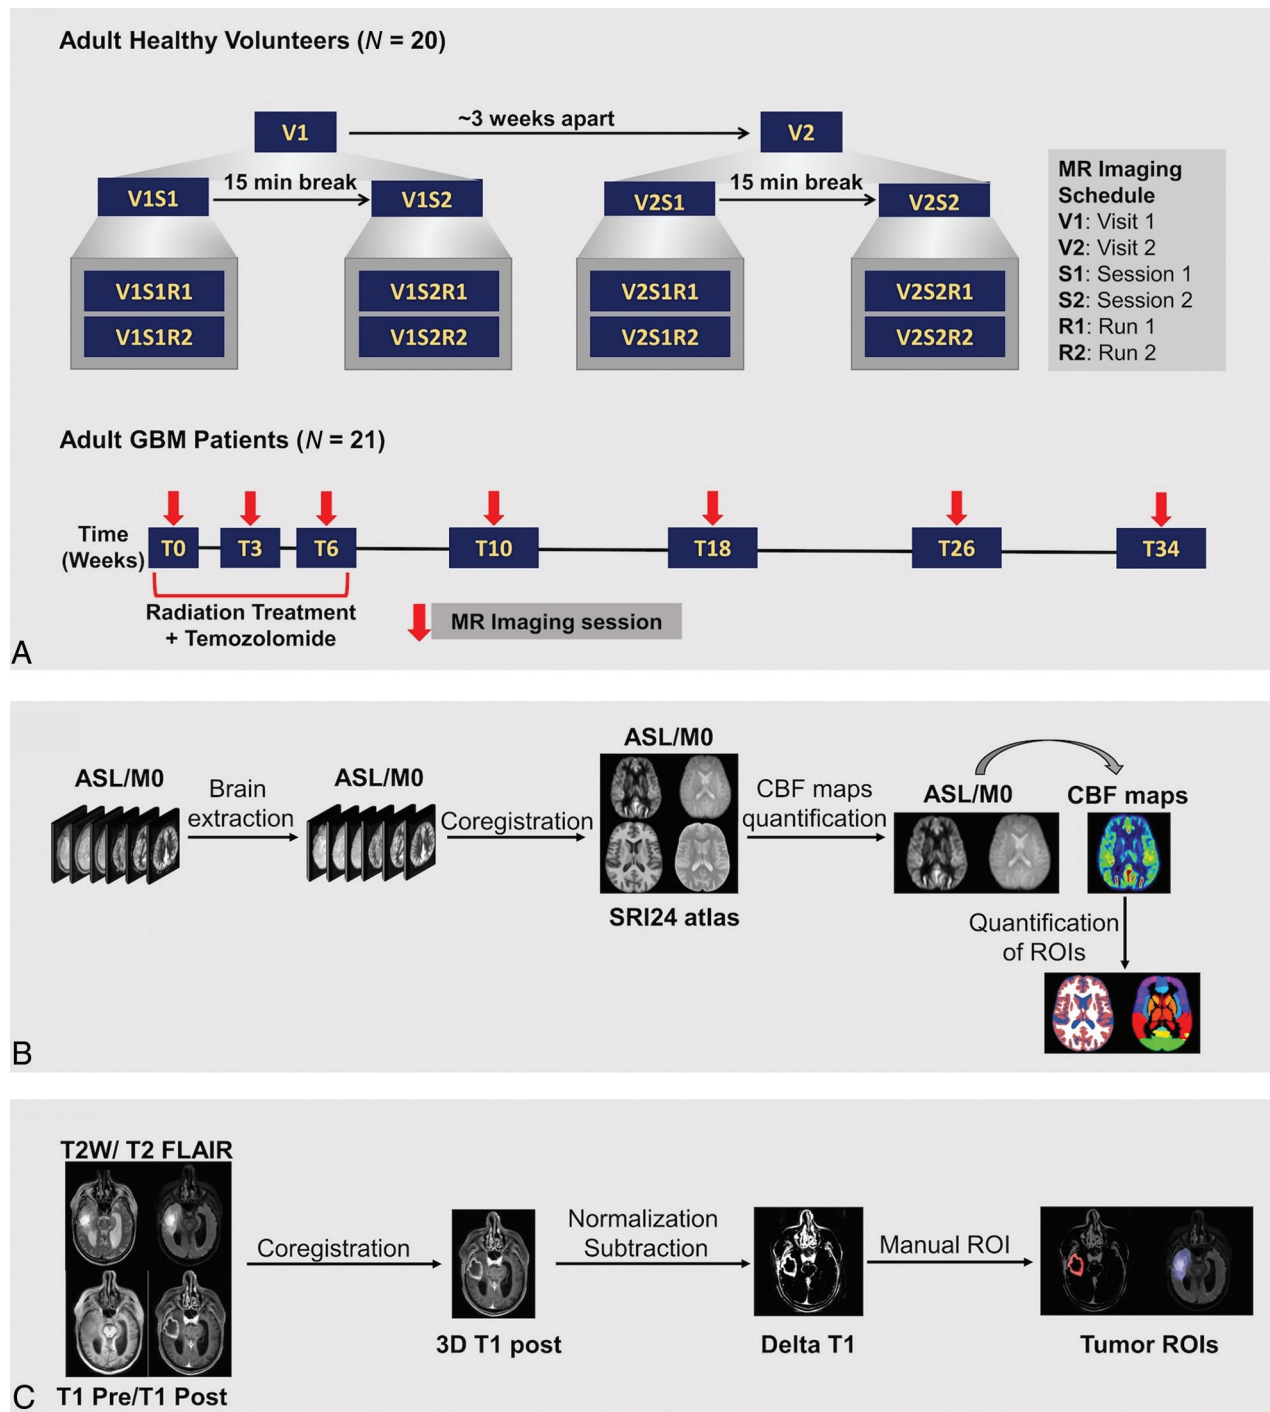 Adult Healthy Volunteers (N = 20)
V1
~3 weeks apart
V2
V1S1
15 min break
V1S2
V2S1
15 min break
V2S2
V1S1R1
V1S1R2
V1S2R1
V1S2R2
V2S1R1
V2S1R2
V2S2R1
V2S2R2
MR Imaging
Schedule
V1: Visit 1
V2: Visit 2
S1: Session 1
S2: Session 2
R1: Run 1
R2: Run 2
Adult GBM Patients (N = 21)
Time
(Weeks)
T0
T3
T6
T10
T18
T26
T34
Radiation Treatment
+ Temozolomide
MR Imaging session
A
ASL/M0
Brain
extraction
ASL/M0
Coregistration
ASL/M0
SRI24 atlas
CBF maps
quantification
ASL/M0
CBF maps
Quantification
of ROIs
B
T2W/ T2 FLAIR
T1 Pre/T1 Post
Coregistration
3D T1 post
Normalization
Subtraction
Delta T1
Manual ROI
Tumor ROIs
C